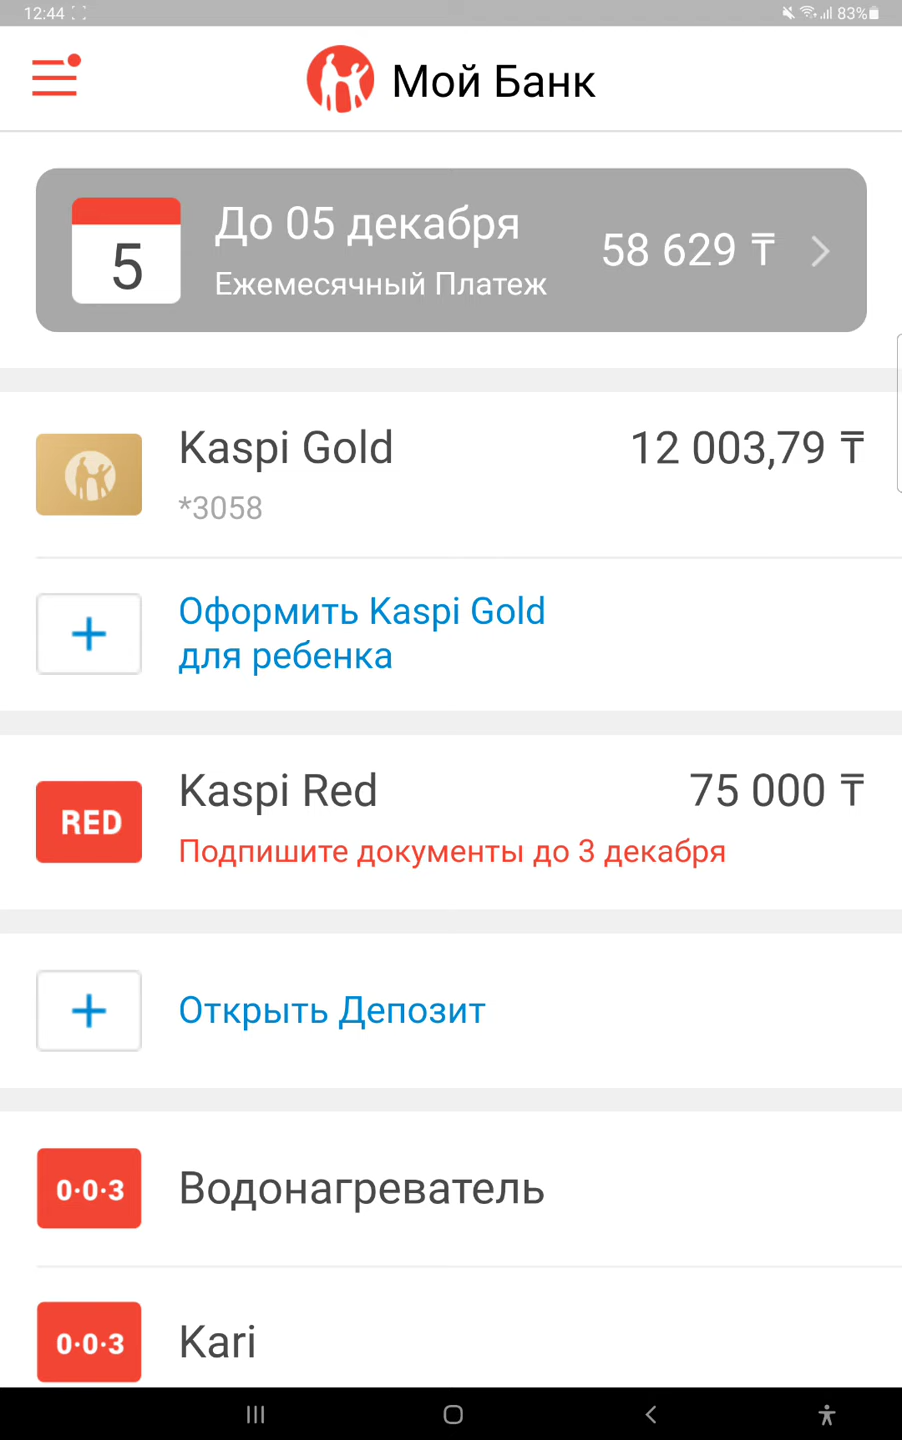 12:44
83%
Мой Банк
5
До 05 декабря
58 629 ₸
Ежемесячный Платеж
Kaspi Gold
12 003,79 ₸
*3058
Оформить Kaspi Gold
для ребенка
RED
Kaspi Red
75 000 ₸
Подпишите документы до 3 декабря
Открыть Депозит
0·0·3
Водонагреватель
0·0·3
Kari